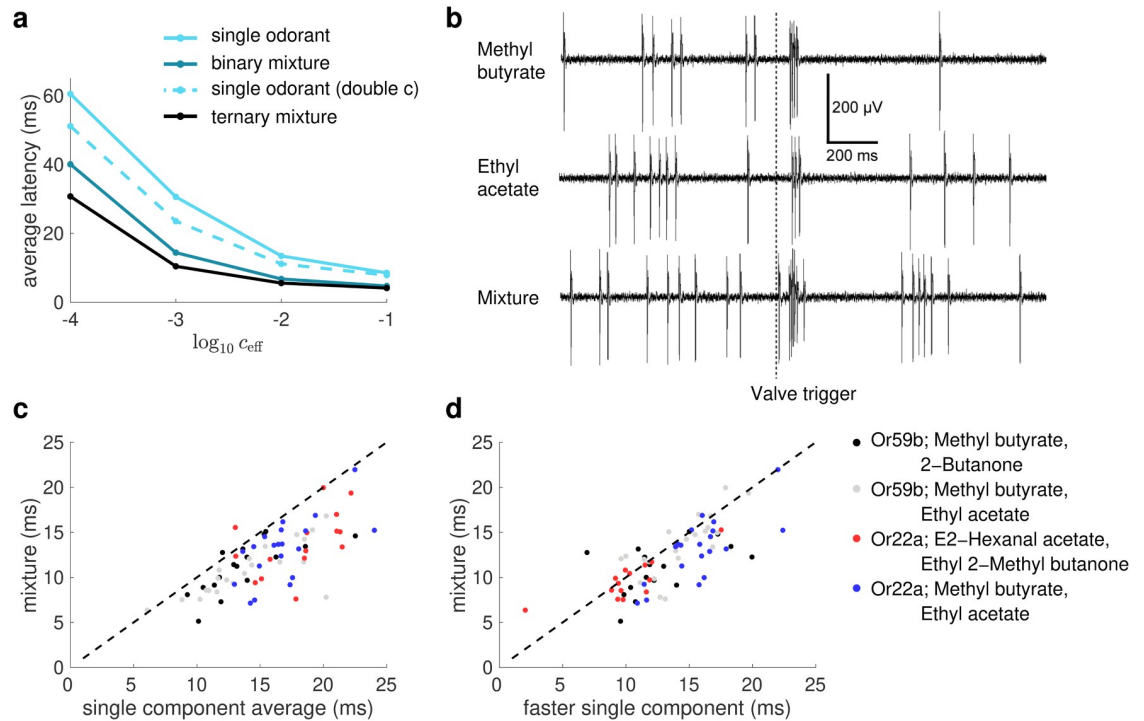 a
single odorant
binary mixture
single odorant (double c)
ternary mixture
average latency (ms)
60
40
20
0
-4
-3
-2
-1
log10 ceff
b
Methyl
butyrate
Ethyl
acetate
Mixture
200 µV
200 ms
Valve trigger
c
mixture (ms)
25
20
15
10
5
0
0
5
10
15
20
25
single component average (ms)
d
mixture (ms)
25
20
15
10
5
0
0
5
10
15
20
25
faster single component (ms)
Or59b; Methyl butyrate,
2−Butanone
Or59b; Methyl butyrate,
Ethyl acetate
Or22a; E2−Hexanal acetate,
Ethyl 2−Methyl butanone
Or22a; Methyl butyrate,
Ethyl acetate